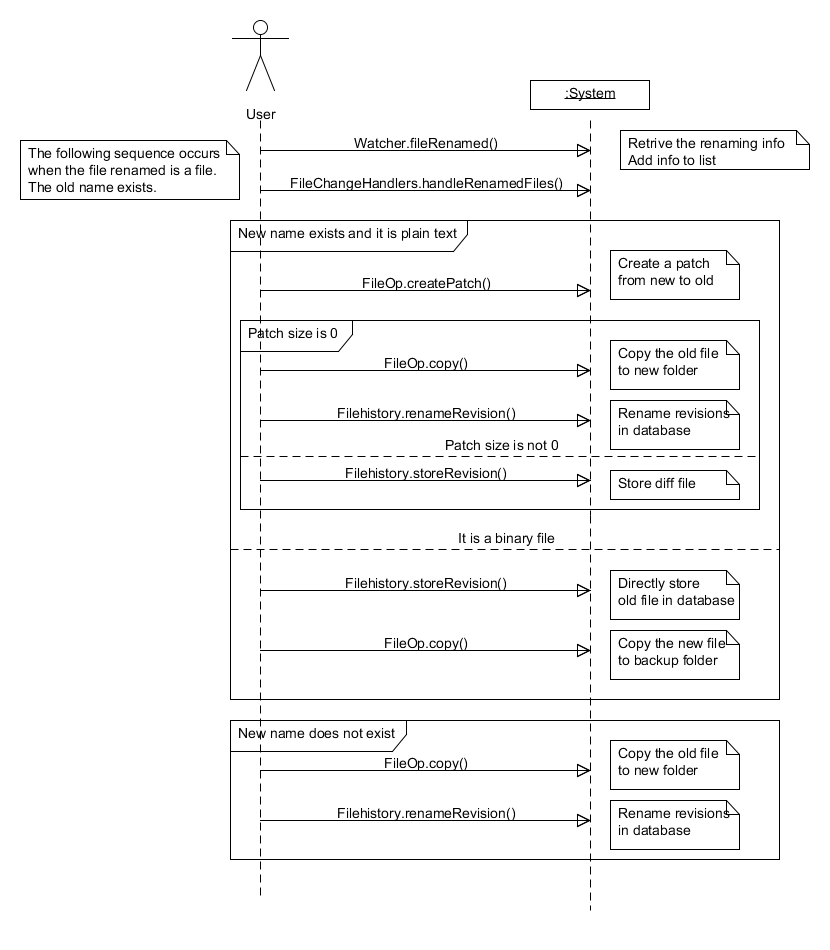 User
:System
The following sequence occurs
when the file renamed is a file.
The old name exists.
Watcher.fileRenamed()
Retrive the renaming info
Add info to list
FileChangeHandlers.handleRenamedFiles()
New name exists and it is plain text
FileOp.createPatch()
Create a patch
from new to old
Patch size is 0
FileOp.copy()
Copy the old file
to new folder
Filehistory.renameRevision()
Rename revisions
in database
Patch size is not 0
Filehistory.storeRevision()
Store diff file
It is a binary file
Filehistory.storeRevision()
Directly store
old file in database
FileOp.copy()
Copy the new file
to backup folder
New name does not exist
FileOp.copy()
Copy the old file
to new folder
Filehistory.renameRevision()
Rename revisions
in database